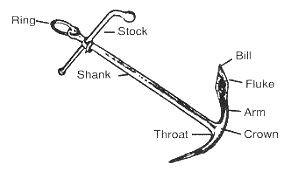 Ring
Stock
Shank
Bill
Fluke
Arm
Throat
Crown